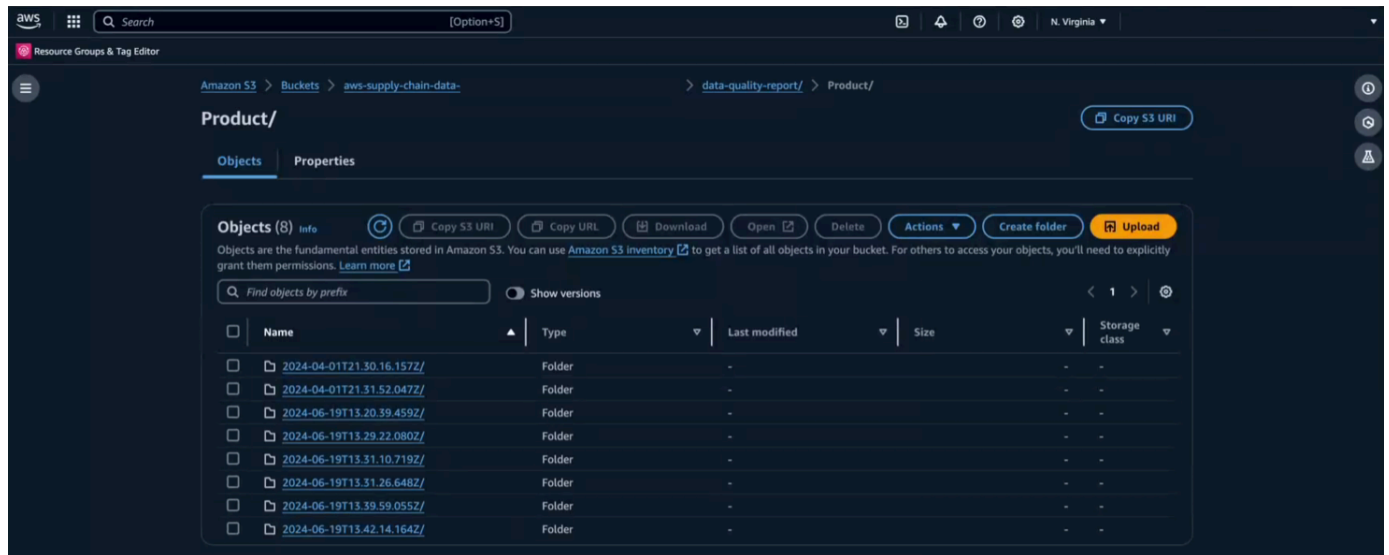 aws Search [Option+S] N. Virginia
Resource Groups & Tag Editor
Amazon S3 > Buckets > aws-supply-chain-data- > data-quality-report/ > Product/
Product/ Copy S3 URI
Objects Properties
Objects (8) Info Copy S3 URI Copy URL Download Open Delete Actions Create folder Upload
Objects are the fundamental entities stored in Amazon S3. You can use Amazon S3 inventory to get a list of all objects in your bucket. For others to access your objects, you'll need to explicitly
grant them permissions. Learn more
Find objects by prefix Show versions < 1 >
Name Type Last modified Size Storage
class
2024-04-01T21.30.16.157Z/ Folder - - -
2024-04-01T21.31.52.047Z/ Folder - - -
2024-06-19T13.20.39.459Z/ Folder - - -
2024-06-19T13.29.22.080Z/ Folder - - -
2024-06-19T13.31.10.719Z/ Folder - - -
2024-06-19T13.31.26.648Z/ Folder - - -
2024-06-19T13.39.59.055Z/ Folder - - -
2024-06-19T13.42.14.164Z/ Folder - - -